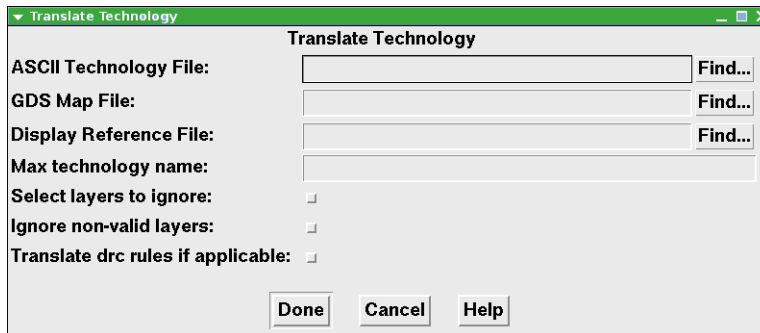 Translate Technology
Translate Technology
ASCII Technology File: Find...
GDS Map File: Find...
Display Reference File: Find...
Max technology name:
Select layers to ignore:
Ignore non-valid layers:
Translate drc rules if applicable:
Done Cancel Help